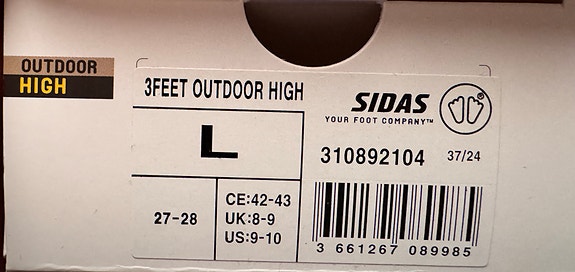 OUTDOOR
HIGH
3FEET OUTDOOR HIGH
L
27-28
CE:42-43
UK:8-9
US:9-10
SIDAS ®
YOUR FOOT COMPANY™
310892104 37/24
3 661267 089985